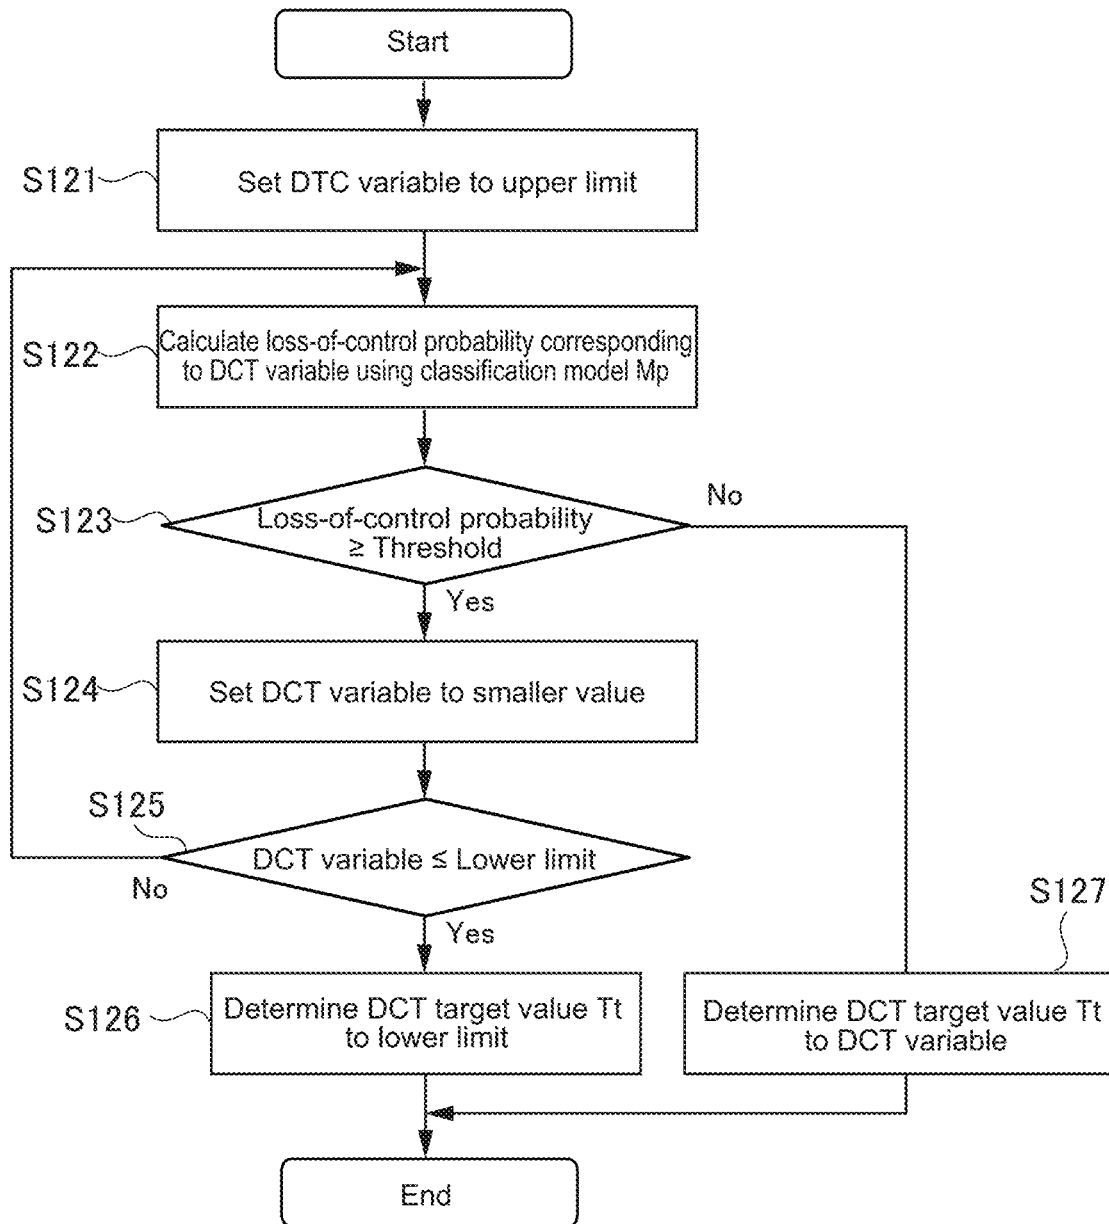 Start
S121
Set DTC variable to upper limit
S122
Calculate loss-of-control probability corresponding
to DCT variable using classification model Mp
S123
Loss-of-control probability
≥ Threshold
No
Yes
S124
Set DCT variable to smaller value
S125
DCT variable ≤ Lower limit
No
Yes
S126
Determine DCT target value Tt
to lower limit
S127
Determine DCT target value Tt
to DCT variable
End